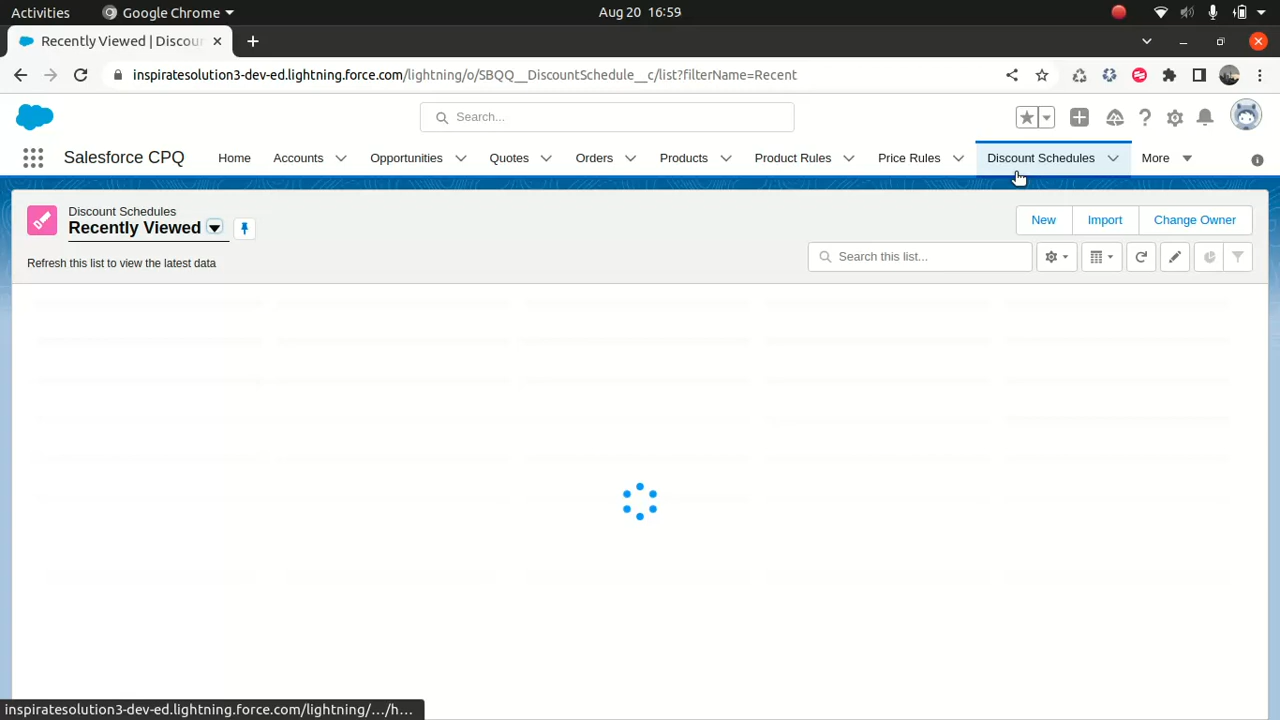 Activities
Google Chrome
Aug 20 16:59
Recently Viewed | Discou
inspiratesolution3-dev-ed.lightning.force.com/lightning/o/SBQQ__DiscountSchedule__c/list?filterName=Recent
Search...
Salesforce CPQ
Home
Accounts
Opportunities
Quotes
Orders
Products
Product Rules
Price Rules
Discount Schedules
More
Discount Schedules
Recently Viewed
New
Import
Change Owner
Refresh this list to view the latest data
Search this list...
inspiratesolution3-dev-ed.lightning.force.com/lightning/.../h...